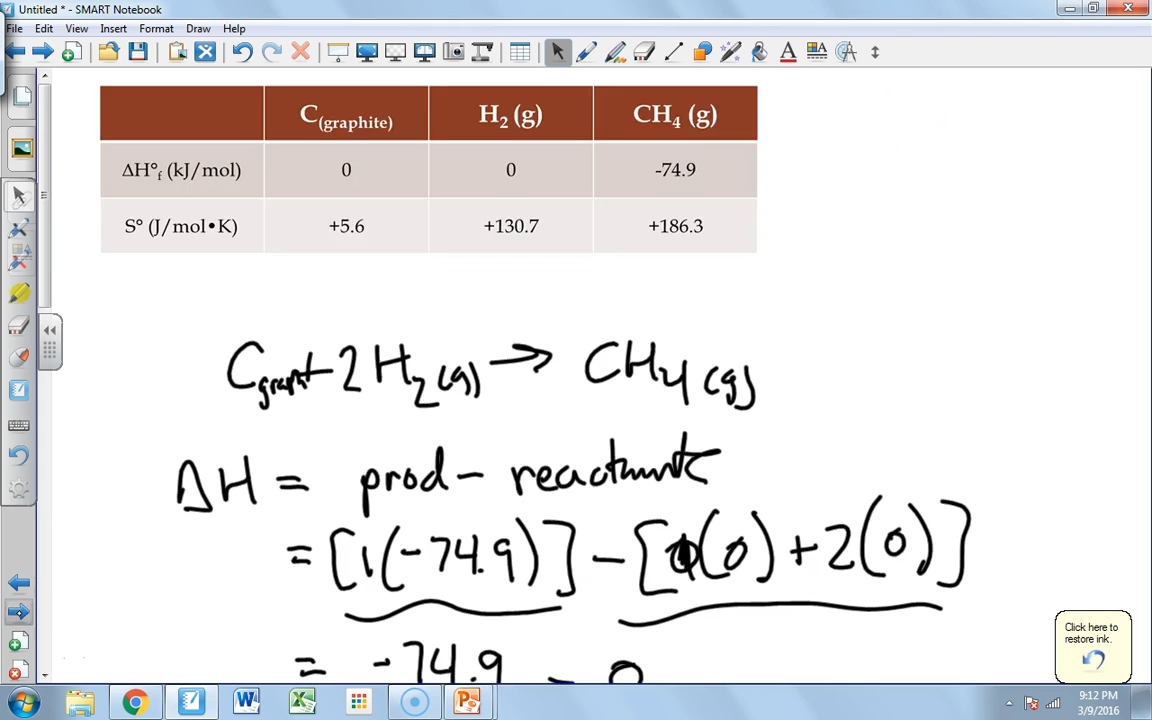 Untitled * - SMART Notebook
File Edit View Insert Format Draw Help
C(graphite) H₂ (g) CH₄ (g)
ΔH°f (kJ/mol) 0 0 -74.9
S° (J/mol•K) +5.6 +130.7 +186.3
Cgraph + 2H₂(g) → CH₄(g)
ΔH = prod - reactants
= [1(-74.9)] - [1(0) + 2(0)]
= -74.9 - 0
Click here to
restore ink.
9:12 PM
3/9/2016